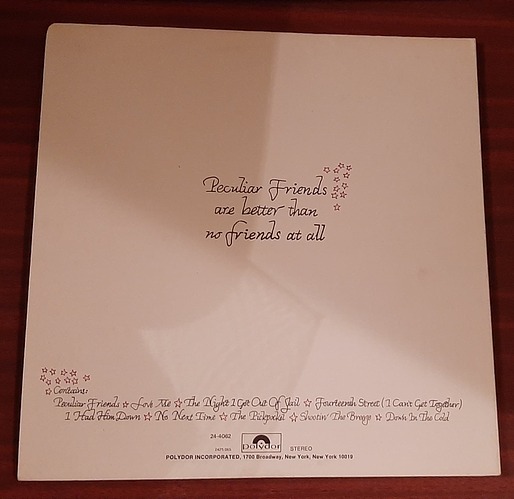 Peculiar Friends
are better than
no friends at all
Contains:
Peculiar Friends ☆ Love Me ☆ The Night I Got Out Of Jail ☆ Fourteenth Street (I Can't Get Together)
I Had Him Down ☆ No Next Time ☆ The Pickpocket ☆ Shootin' The Breeze ☆ Down In The Cold
24-4062
polydor
STEREO
POLYDOR INCORPORATED, 1700 Broadway, New York, New York 10019